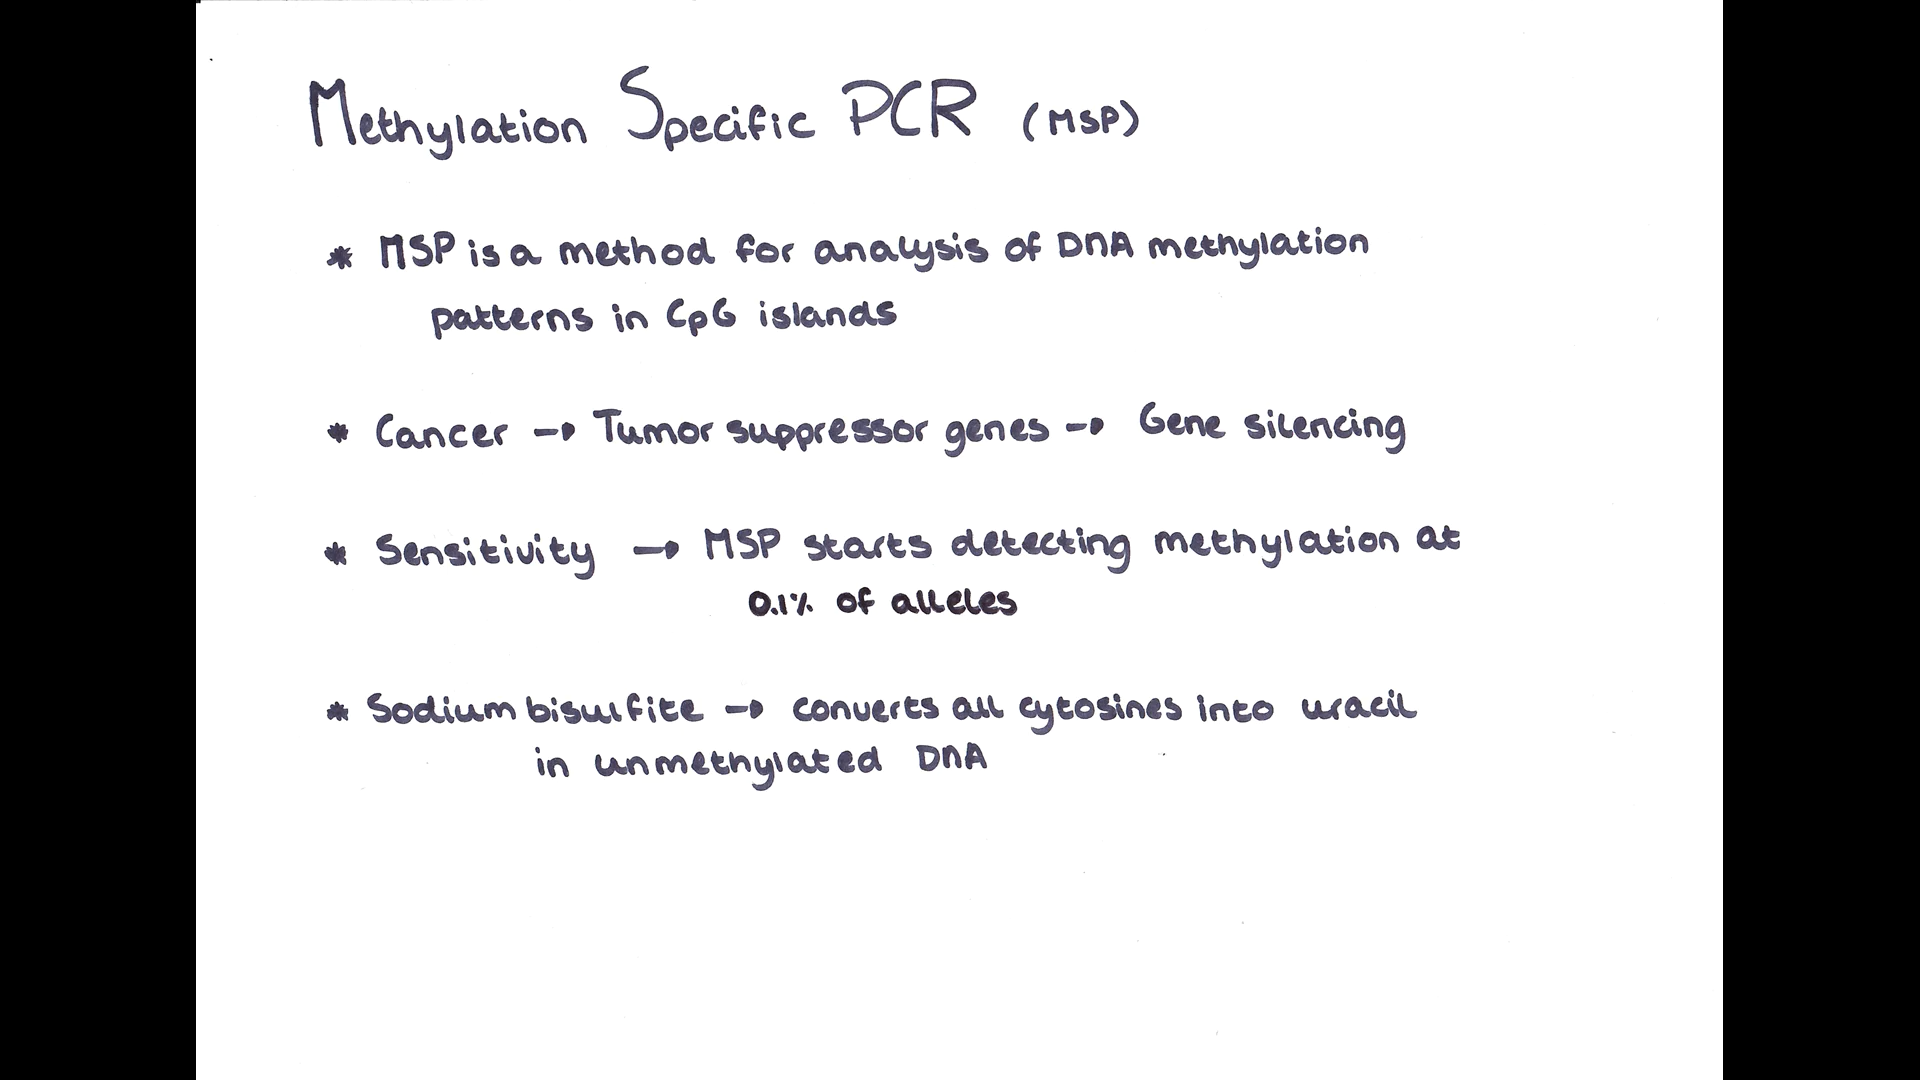 Methylation Specific PCR (MSP)
* MSP is a method for analysis of DNA methylation
patterns in CpG islands
* Cancer → Tumor suppressor genes → Gene silencing
* Sensitivity → MSP starts detecting methylation at
0.1% of alleles
* Sodium bisulfite → converts all cytosines into uracil
in unmethylated DNA